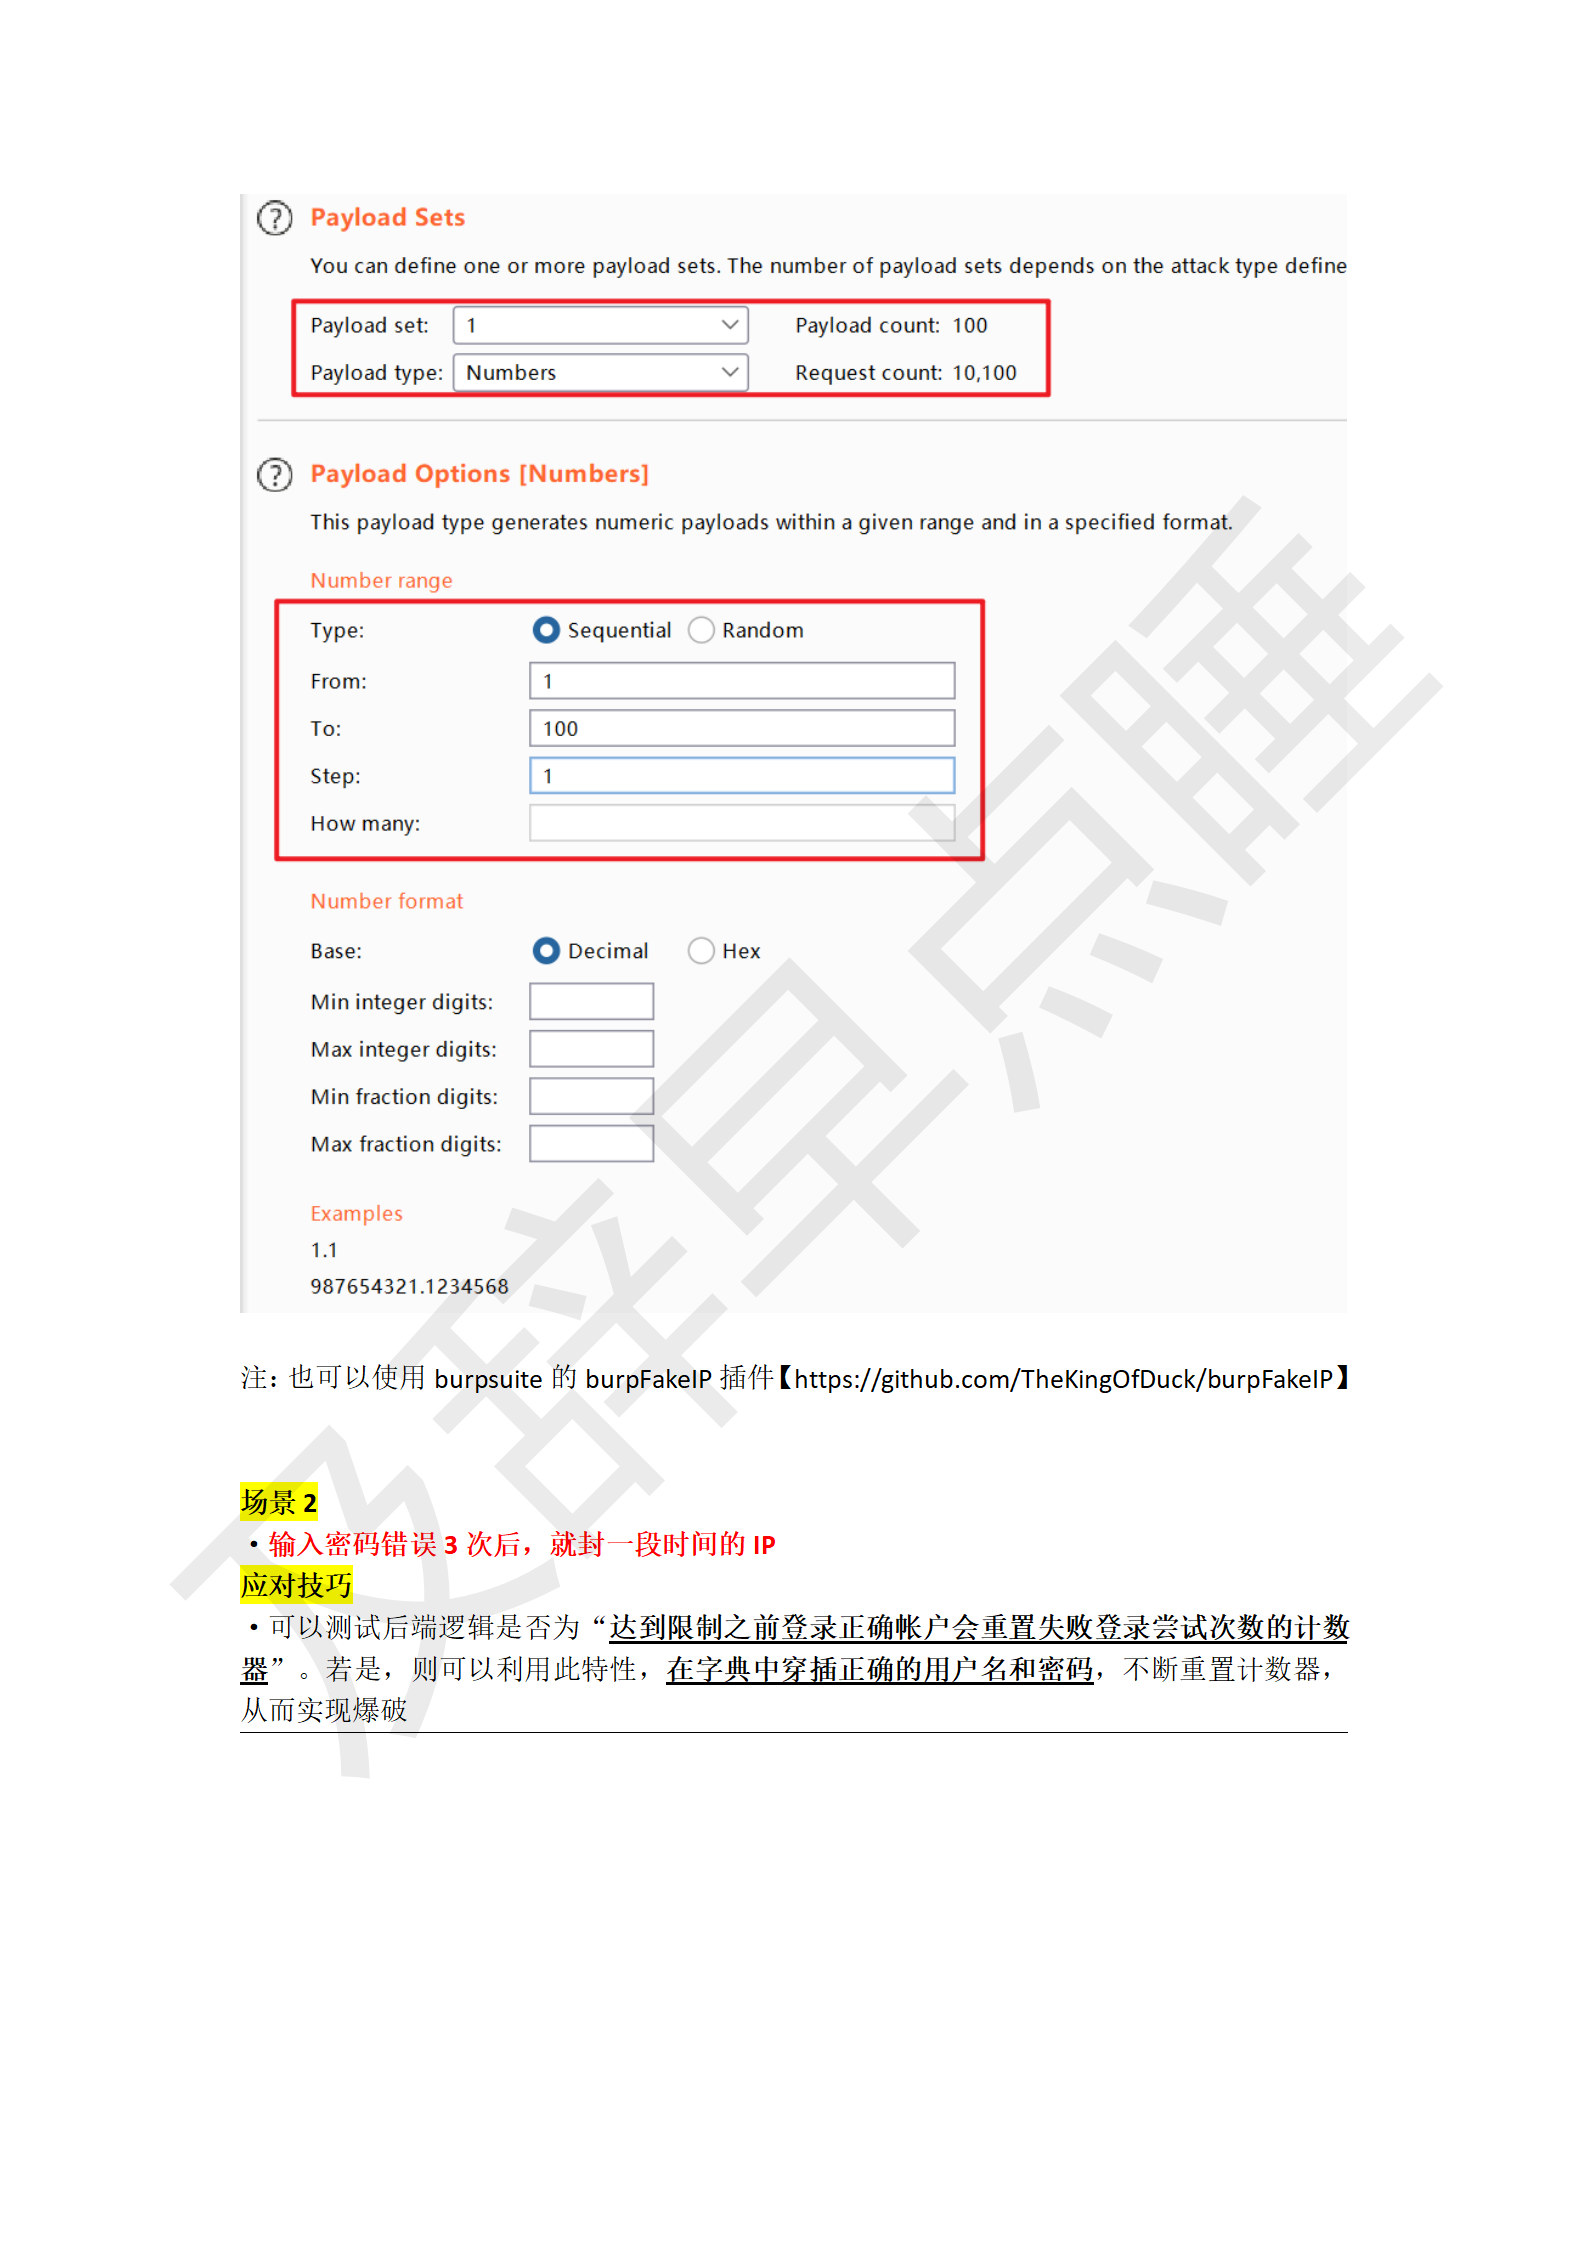 Payload Sets
You can define one or more payload sets. The number of payload sets depends on the attack type define
Payload set: 1 Payload count: 100
Payload type: Numbers Request count: 10,100
Payload Options [Numbers]
This payload type generates numeric payloads within a given range and in a specified format.
Number range
Type: Sequential Random
From: 1
To: 100
Step: 1
How many:
Number format
Base: Decimal Hex
Min integer digits:
Max integer digits:
Min fraction digits:
Max fraction digits:
Examples
1.1
987654321.1234568
注：也可以使用 burpsuite 的 burpFakeIP 插件【https://github.com/TheKingOfDuck/burpFakeIP】
场景 2
·输入密码错误 3 次后，就封一段时间的 IP
应对技巧
·可以测试后端逻辑是否为“达到限制之前登录正确帐户会重置失败登录尝试次数的计数
器”。若是，则可以利用此特性，在字典中穿插正确的用户名和密码，不断重置计数器，
从而实现爆破
及辞早点睡